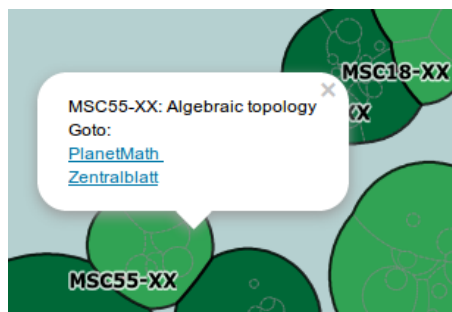 MSC18-XX
XX
MSC55-XX: Algebraic topology
Goto:
PlanetMath
Zentralblatt
MSC55-XX